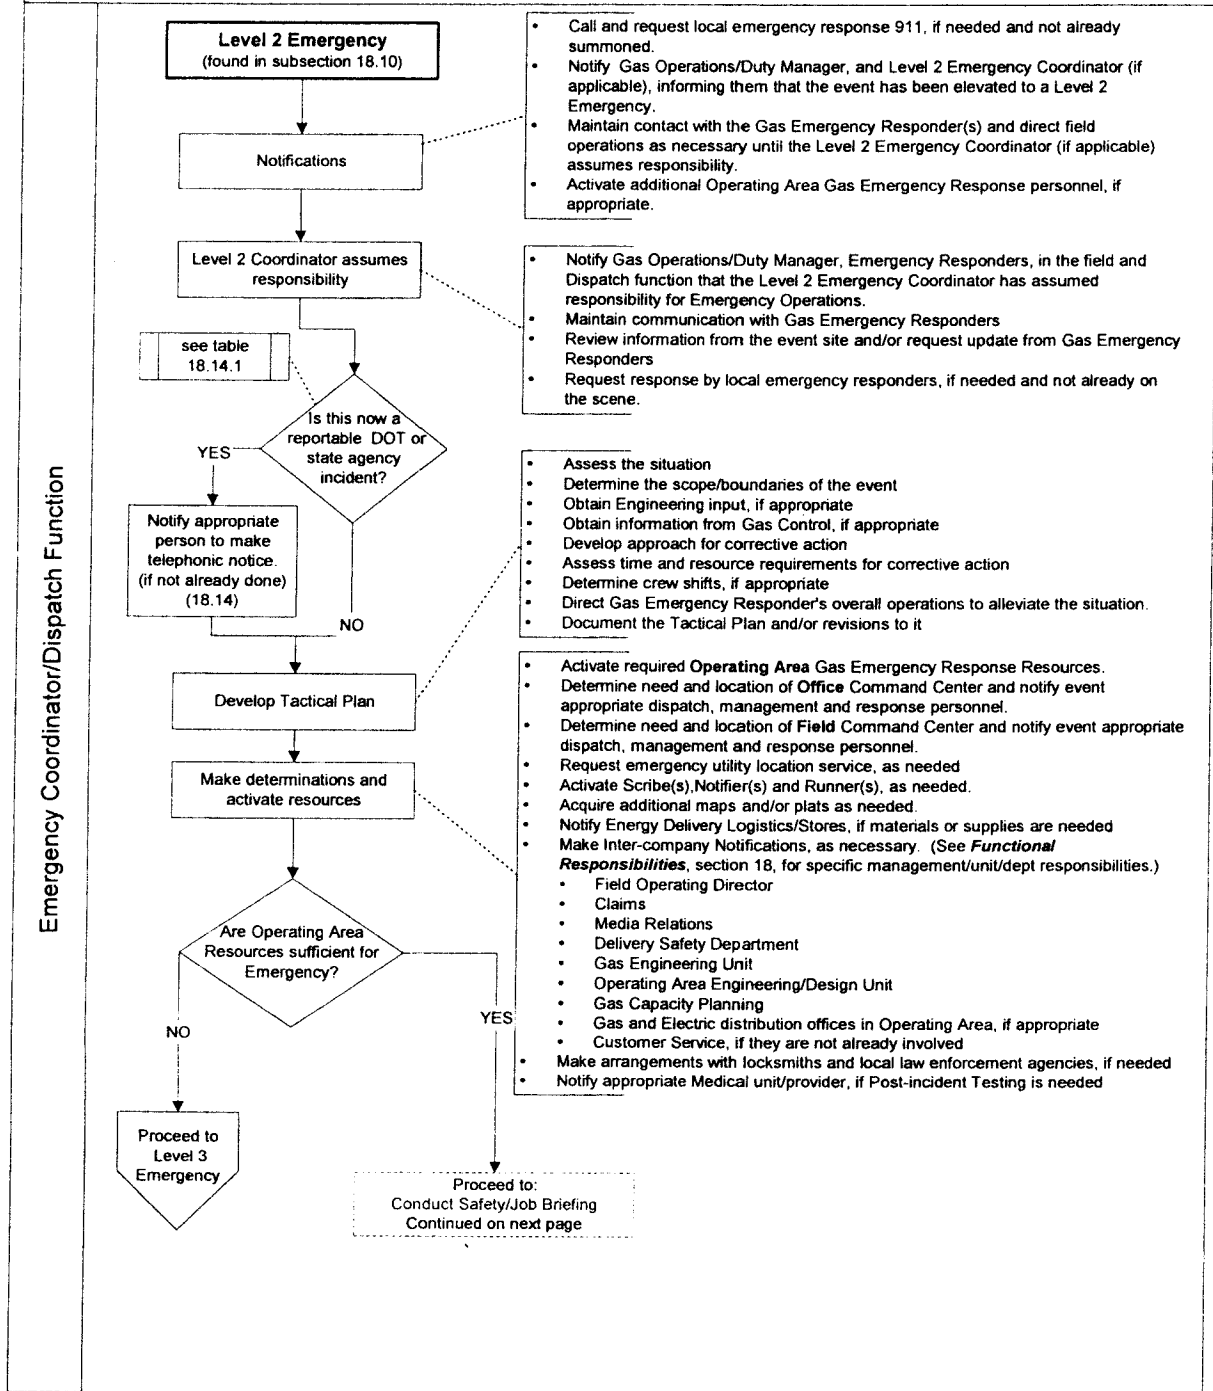 Emergency Coordinator/Dispatch Function
Level 2 Emergency
(found in subsection 18.10)
• Call and request local emergency response 911, if needed and not already
summoned.
• Notify Gas Operations/Duty Manager, and Level 2 Emergency Coordinator (if
applicable), informing them that the event has been elevated to a Level 2
Emergency.
• Maintain contact with the Gas Emergency Responder(s) and direct field
operations as necessary until the Level 2 Emergency Coordinator (if applicable)
assumes responsibility.
• Activate additional Operating Area Gas Emergency Response personnel, if
appropriate.
Notifications
Level 2 Coordinator assumes
responsibility
• Notify Gas Operations/Duty Manager, Emergency Responders, in the field and
Dispatch function that the Level 2 Emergency Coordinator has assumed
responsibility for Emergency Operations.
• Maintain communication with Gas Emergency Responders
• Review information from the event site and/or request update from Gas Emergency
Responders
• Request response by local emergency responders, if needed and not already on
the scene.
see table
18.14.1
Is this now a
reportable DOT or
state agency
incident?
YES
Notify appropriate
person to make
telephonic notice.
(if not already done)
(18.14)
NO
• Assess the situation
• Determine the scope/boundaries of the event
• Obtain Engineering input, if appropriate
• Obtain information from Gas Control, if appropriate
• Develop approach for corrective action
• Assess time and resource requirements for corrective action
• Determine crew shifts, if appropriate
• Direct Gas Emergency Responder's overall operations to alleviate the situation.
• Document the Tactical Plan and/or revisions to it
Develop Tactical Plan
Make determinations and
activate resources
• Activate required Operating Area Gas Emergency Response Resources.
• Determine need and location of Office Command Center and notify event
appropriate dispatch, management and response personnel.
• Determine need and location of Field Command Center and notify event appropriate
dispatch, management and response personnel.
• Request emergency utility location service, as needed
• Activate Scribe(s),Notifier(s) and Runner(s), as needed.
• Acquire additional maps and/or plats as needed.
• Notify Energy Delivery Logistics/Stores, if materials or supplies are needed
• Make Inter-company Notifications, as necessary. (See Functional
Responsibilities, section 18, for specific management/unit/dept responsibilities.)
• Field Operating Director
• Claims
• Media Relations
• Delivery Safety Department
• Gas Engineering Unit
• Operating Area Engineering/Design Unit
• Gas Capacity Planning
• Gas and Electric distribution offices in Operating Area, if appropriate
• Customer Service, if they are not already involved
• Make arrangements with locksmiths and local law enforcement agencies, if needed
• Notify appropriate Medical unit/provider, if Post-incident Testing is needed
Are Operating Area
Resources sufficient for
Emergency?
NO
YES
Proceed to
Level 3
Emergency
Proceed to:
Conduct Safety/Job Briefing
Continued on next page